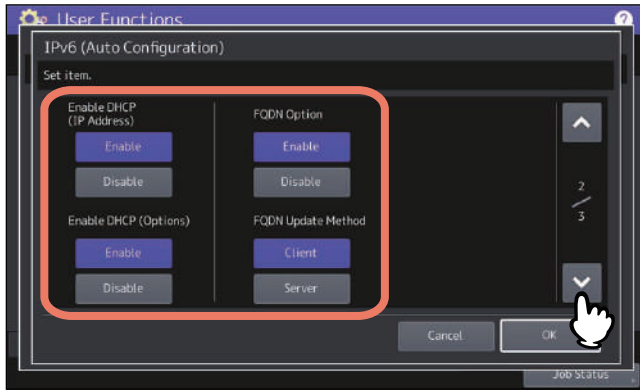 User Functions
?
IPv6 (Auto Configuration)
Set item.
Enable DHCP
(IP Address)
Enable
Disable
FQDN Option
Enable
Disable
Enable DHCP (Options)
Enable
Disable
FQDN Update Method
Client
Server
2
3
Cancel
OK
Job Status